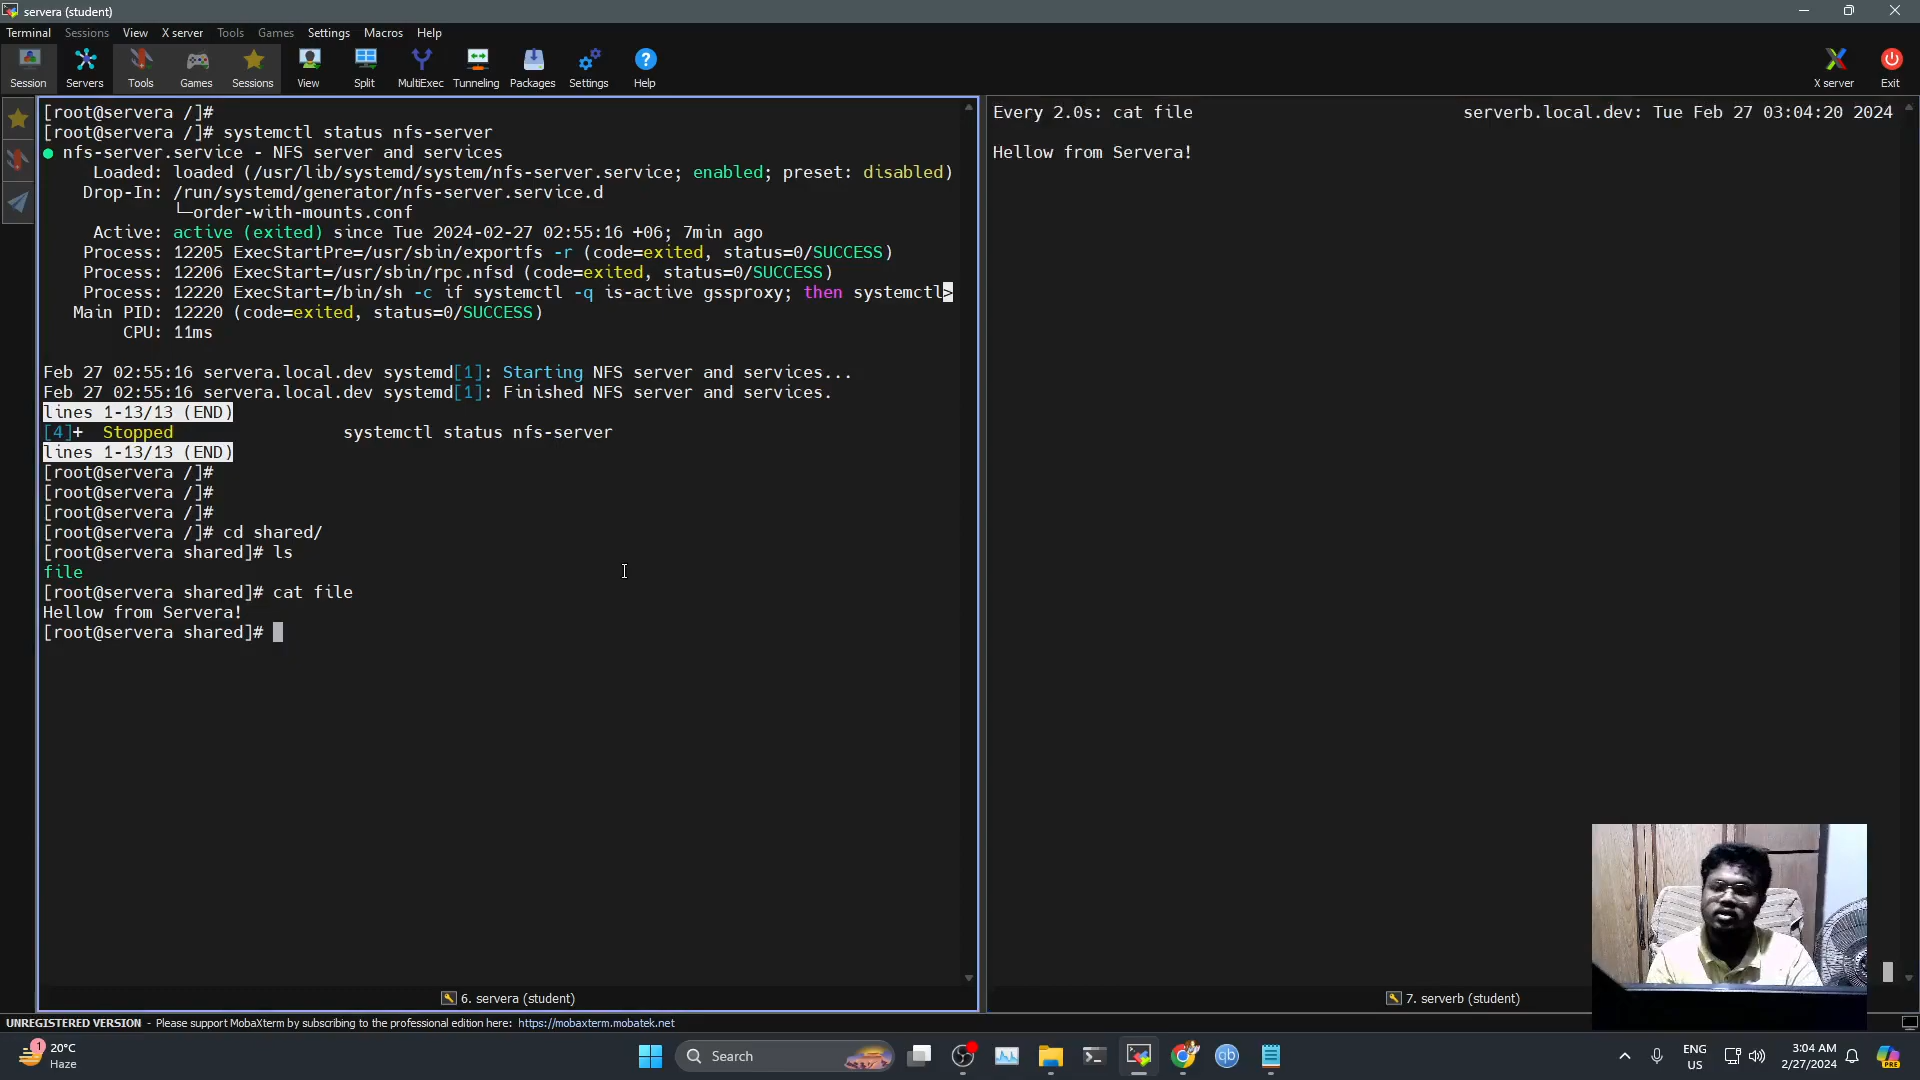 servera (student)
Terminal Sessions View X server Tools Games Settings Macros Help
Session Servers Tools Games Sessions View Split MultiExec Tunneling Packages Settings Help X server Exit
[root@servera /]#
[root@servera /]# systemctl status nfs-server
● nfs-server.service - NFS server and services
Loaded: loaded (/usr/lib/systemd/system/nfs-server.service; enabled; preset: disabled)
Drop-In: /run/systemd/generator/nfs-server.service.d
└─order-with-mounts.conf
Active: active (exited) since Tue 2024-02-27 02:55:16 +06; 7min ago
Process: 12205 ExecStartPre=/usr/sbin/exportfs -r (code=exited, status=0/SUCCESS)
Process: 12206 ExecStart=/usr/sbin/rpc.nfsd (code=exited, status=0/SUCCESS)
Process: 12220 ExecStart=/bin/sh -c if systemctl -q is-active gssproxy; then systemctl>
Main PID: 12220 (code=exited, status=0/SUCCESS)
CPU: 11ms
Feb 27 02:55:16 servera.local.dev systemd[1]: Starting NFS server and services...
Feb 27 02:55:16 servera.local.dev systemd[1]: Finished NFS server and services.
lines 1-13/13 (END)
[4]+ Stopped systemctl status nfs-server
lines 1-13/13 (END)
[root@servera /]#
[root@servera /]#
[root@servera /]#
[root@servera /]# cd shared/
[root@servera shared]# ls
file
[root@servera shared]# cat file
Hellow from Servera!
[root@servera shared]#
6. servera (student)
Every 2.0s: cat file serverb.local.dev: Tue Feb 27 03:04:20 2024
Hellow from Servera!
7. serverb (student)
UNREGISTERED VERSION - Please support MobaXterm by subscribing to the professional edition here: https://mobaxterm.mobatek.net
1
20°C
Haze
Search
qb
ENG
US
3:04 AM
2/27/2024
PRE